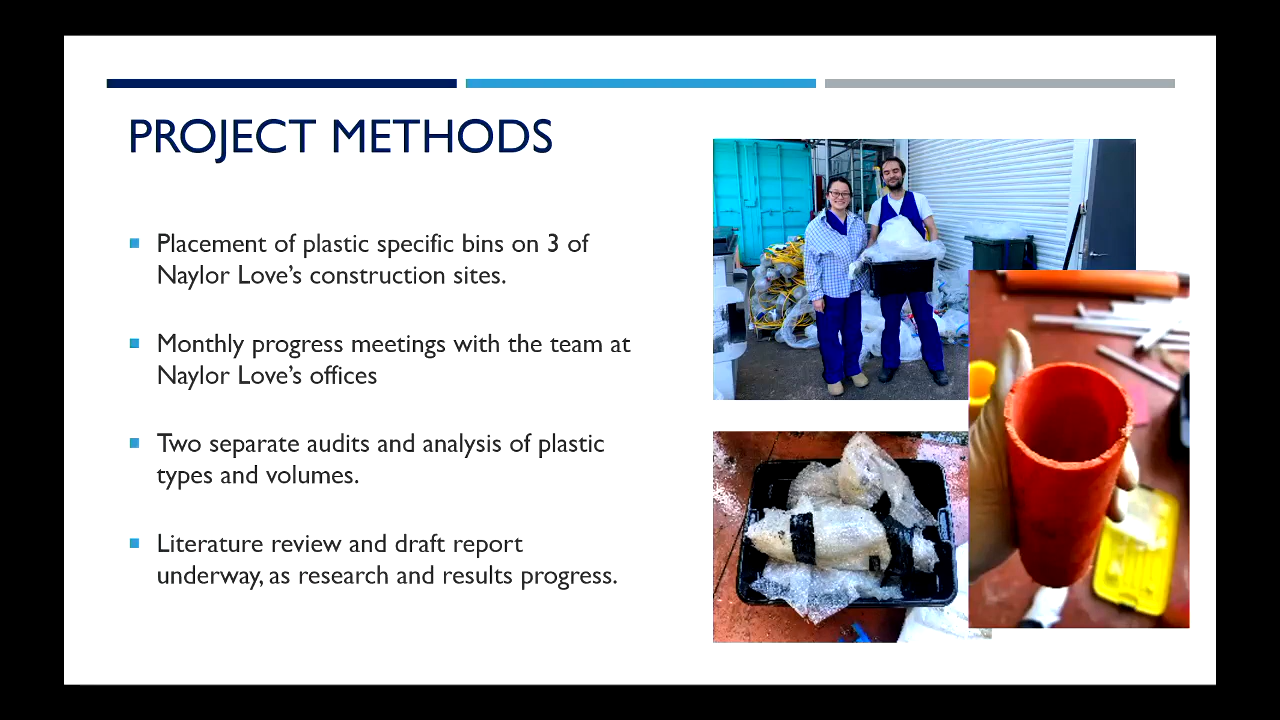 PROJECT METHODS
Placement of plastic specific bins on 3 of
Naylor Love's construction sites.
Monthly progress meetings with the team at
Naylor Love's offices
Two separate audits and analysis of plastic
types and volumes.
Literature review and draft report
underway, as research and results progress.